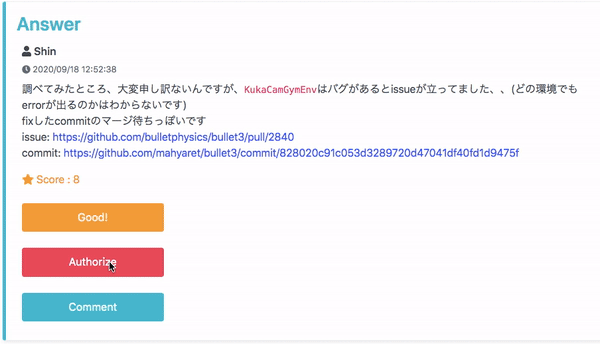 Answer
Shin
2020/09/18 12:52:38
調べてみたところ、大変申し訳ないんですが、KukaCamGymEnvはバグがあるとissueが立ってました、、(どの環境でも
errorが出るのかはわからないです)
fixしたcommitのマージ待ちっぽいです
issue: https://github.com/bulletphysics/bullet3/pull/2840
commit: https://github.com/mahyaret/bullet3/commit/828020c91c053d3289720d47041df40fd1d9475f
Score : 8
Good!
Authorize
Comment